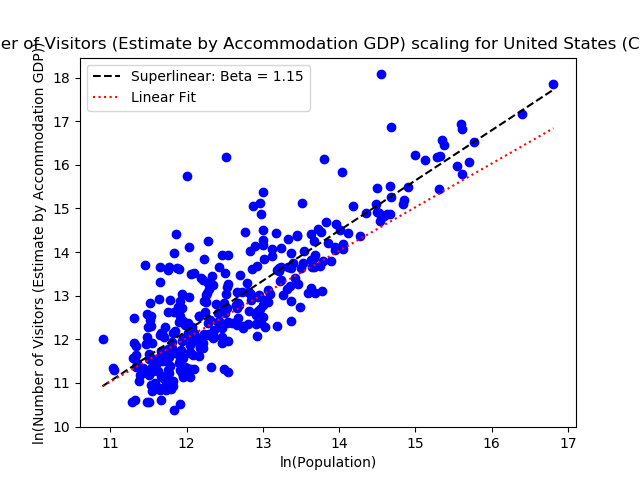 er of Visitors (Estimate by Accommodation GDP) scaling for United States (C
Superlinear: Beta = 1.15
Linear Fit
ln(Number of Visitors (Estimate by Accommodation GDP))
18
17
16
15
14
13
12
11
10
11 12 13 14 15 16 17
ln(Population)